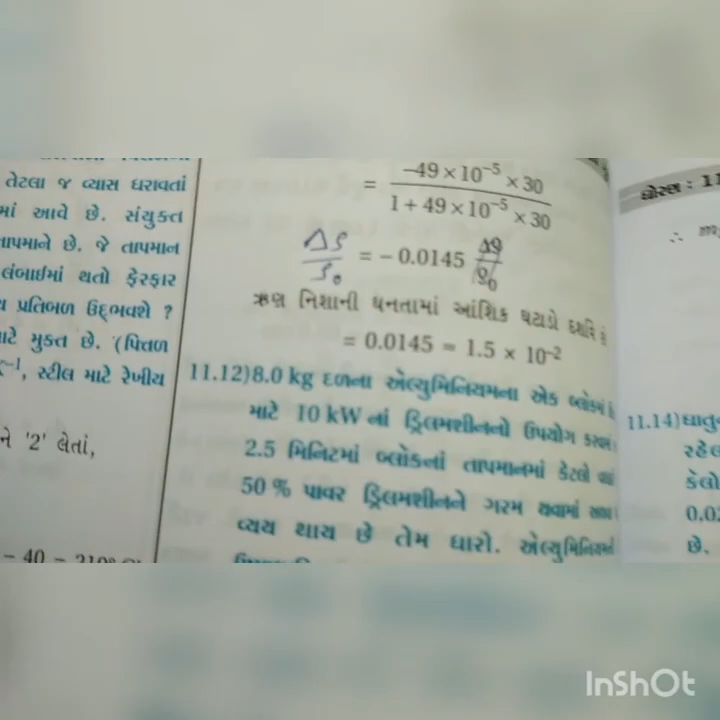 તેટલા જ વ્યાસ ધરાવતાં
માં આવે છે. સંયુક્ત
તાપમાને છે. જે તાપમાન
લંબાઈમાં થતો ફેરફાર
પ્રતિબળ ઉદ્ભવશે ?
માટે મુક્ત છે. (પિત્તળ
⁻¹, સ્ટીલ માટે રેખીય
ને '2' લેતાં,
= −49×10⁻⁵ ×30 / 1+49×10⁻⁵ ×30
Δρ/ρ₀ = − 0.0145
ઋણ નિશાની ઘનતામાં આંશિક ઘટાડો દર્શાવે છે
= 0.0145 = 1.5 × 10⁻²
11.12)8.0 kg દળના એલ્યુમિનિયમના એક બ્લોકમાં
માટે 10 kW નાં ડ્રિલમશીનનો ઉપયોગ કરવામાં
2.5 મિનિટમાં બ્લોકનાં તાપમાનમાં કેટલો
50 % પાવર ડ્રિલમશીનને ગરમ થવામાં
વ્યય થાય છે તેમ ધારો. એલ્યુમિનિયમની
ધોરણ : 11
∴
11.14)ધાતુ
રહેલ
કેલો
0.02
છે.
InShOt